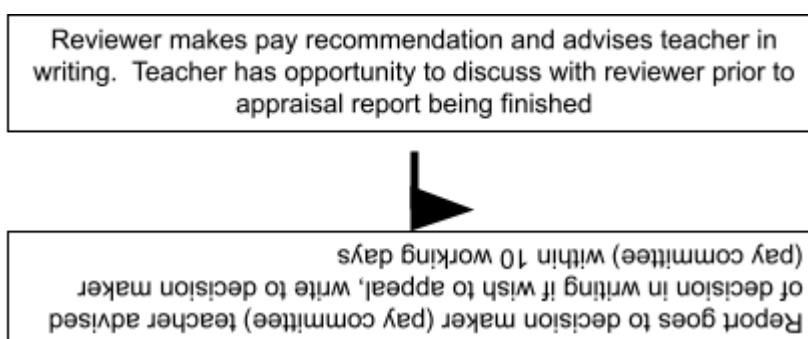 Reviewer makes pay recommendation and advises teacher in
writing.  Teacher has opportunity to discuss with reviewer prior to
appraisal report being finished
Report goes to decision maker (pay committee) teacher advised
of decision in writing if wish to appeal, write to decision maker
(pay committee) within 10 working days